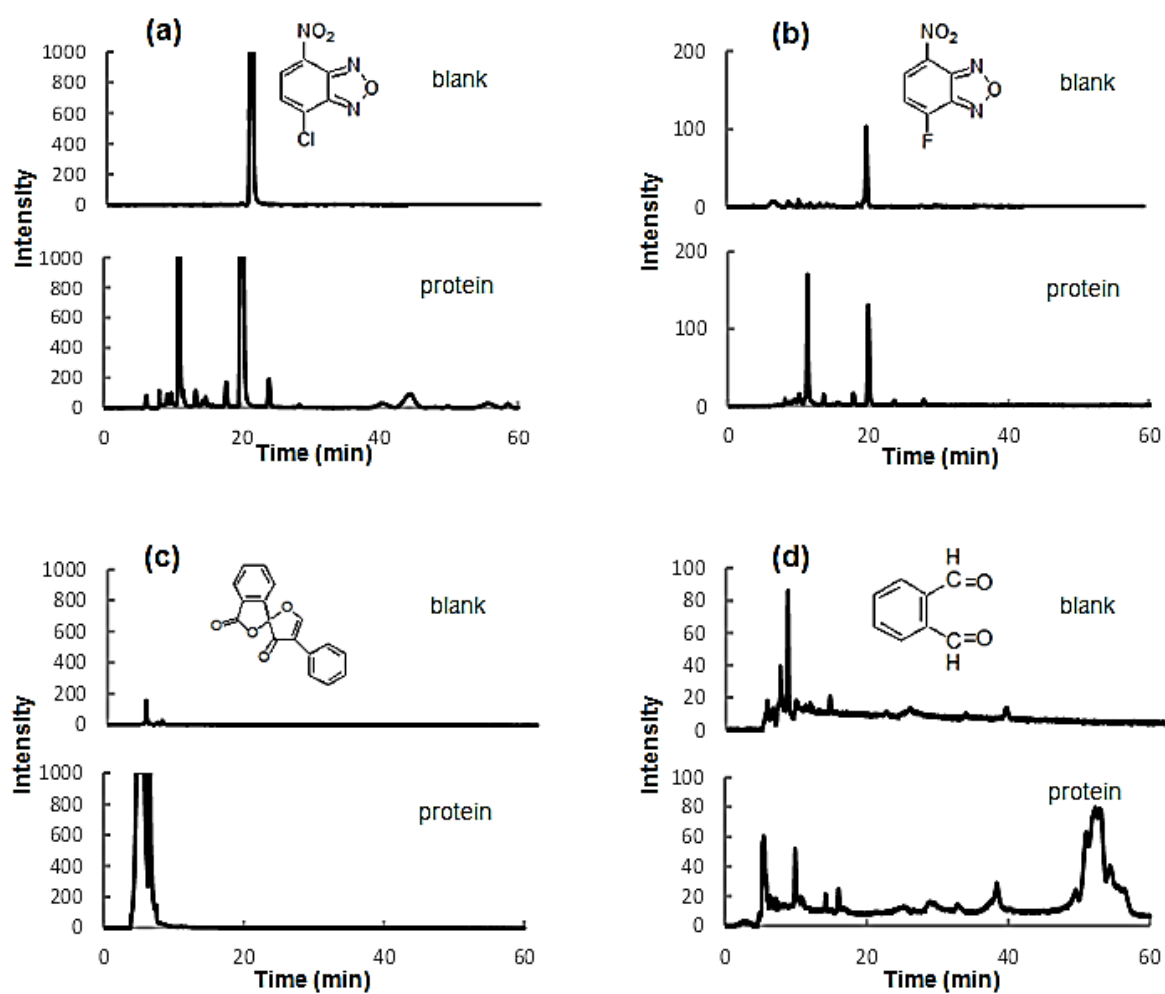 (a)
NO₂
N
O
N
Cl
blank
1000
800
600
400
200
0
Intensity
protein
1000
800
600
400
200
0
0 20 40 60
Time (min)
(b)
NO₂
N
O
N
F
blank
200
100
0
Intensity
protein
200
100
0
0 20 40 60
Time (min)
(c)
O
O
O
O
blank
1000
800
600
400
200
0
Intensity
protein
1000
800
600
400
200
0
0 20 40 60
Time (min)
(d)
H
C=O
C=O
H
blank
100
80
60
40
20
0
Intensity
protein
100
80
60
40
20
0
0 20 40 60
Time (min)